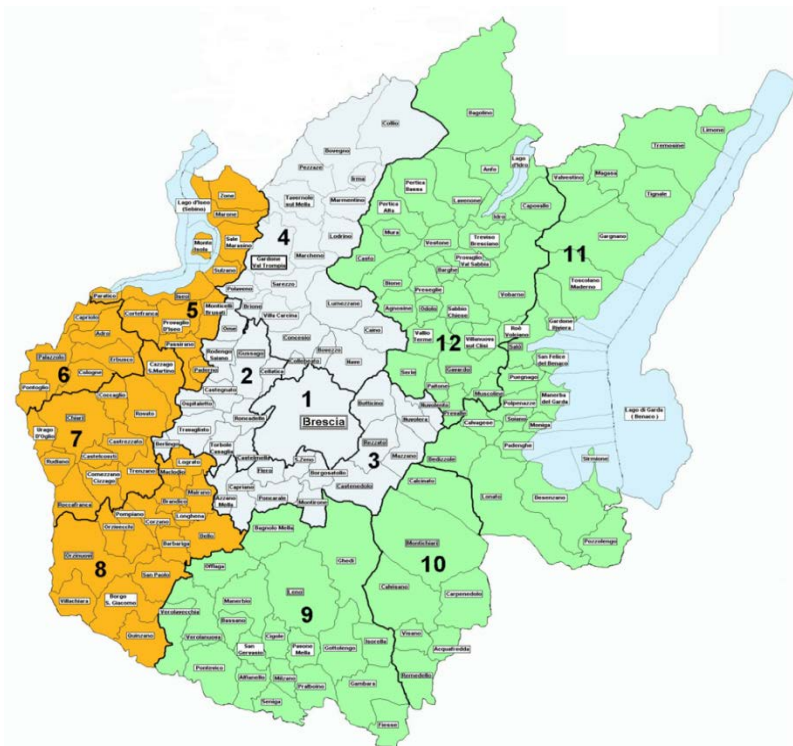 Bagolino
Limone
Tremosine
Collio
Bovegno
Pezzaze
Irma
Anfo
Lago
d'Idro
Valvestino
Magasa
Tignale
Zone
Lago d'Iseo
(Sebino)
Marone
Tavernole
sul Mella
Marmentino
Pertica
Bassa
Lavenone
Capovalle
Pertica
Alta
Idro
Monte
Isola
Sale
Marasino
Lodrino
Mura
Vestone
Treviso
Bresciano
Gargnano
4
11
Casto
Provaglio
Val Sabbia
Barghe
Gardone
Val Trompia
Marcheno
Sulzano
Bione
Preseglie
Toscolano
Maderno
Sarezzo
Polaveno
Paratico
Iseo
Vobarno
Lumezzane
Agnosine
Odolo
Sabbio
Chiese
Capriolo
Cortefranca
5
Monticelli
Brusati
Brione
Villa Carcina
Provaglio
D'Iseo
Ome
Caino
Vallio
Terme
Villanuova
sul Clisi
Roè
Volciano
Gardone
Riviera
Adro
Concesio
Passirano
12
Salò
Bovezzo
Nave
Palazzolo
Erbusco
Rodengo
Saiano
Gussago
Collebeato
San Felice
del Benaco
6
Cologne
Cazzago
S.Martino
Paderno
2
Cellatica
Serle
Gavardo
Puegnago
Pontoglio
Castegnato
Paitone
Muscoline
Manerba
del Garda
Coccaglio
Ospitaletto
1
Botticino
Nuvolento
Polpenazze
Chiari
Rovato
Roncadelle
Brescia
Nuvolera
Prevalle
Calvagese
Soiano
Moniga
Lago di Garda
( Benaco )
Urago
D'Oglio
7
Travagliato
Rezzato
Castrezzato
Berlingo
Torbole
Casaglia
Padenghe
Rudiano
Castelcovati
Castelmella
S.Zeno
3
Mazzano
Bedizzole
Sirmione
Comezzano
Cizzago
Trenzano
Lograto
Maclodio
Flero
Borgosatollo
Calcinato
Roccafranca
Mairano
Capriano
Castenedolo
Lonato
Desenzano
Brandico
Azzano
Mella
Poncarale
Montirone
Pompiano
Longhena
Pozzolengo
Orzivecchi
Corzano
Bagnolo Mella
Dello
Barbariga
Montichiari
Orzinuovi
Ghedi
10
8
San Paolo
Offlaga
Calvisano
Leno
Carpenedolo
Villachiara
Borgo
S. Giacomo
Manerbio
9
Verolavecchia
Bassano
Quinzano
Verolanuova
Cigole
Isorella
Visano
San
Gervasio
Pavone
Mella
Gottolengo
Acquafredda
Pontevico
Remedello
Alfianello
Milzano
Pralboino
Gambara
Seniga
Fiesse